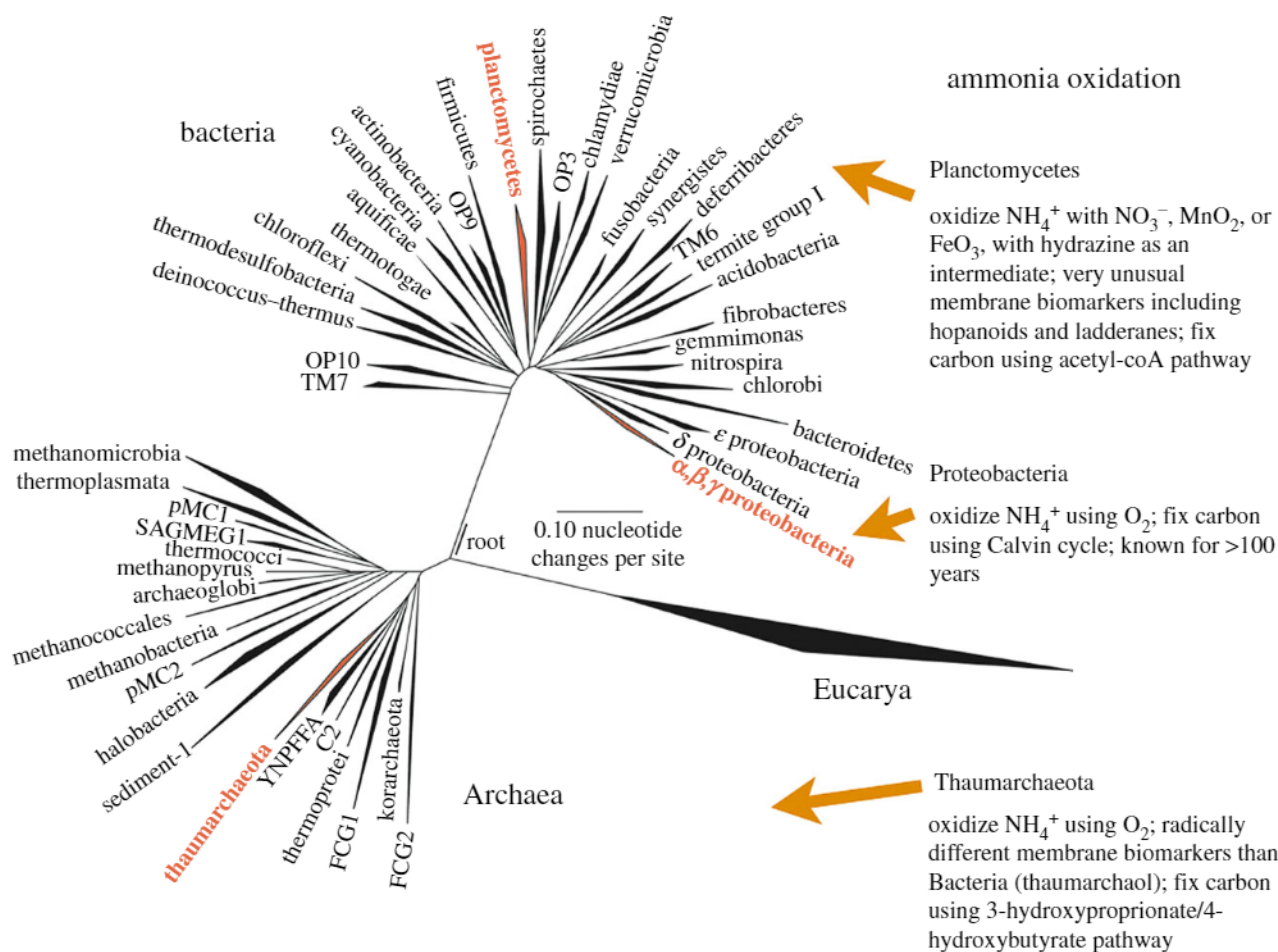 ammonia oxidation
bacteria
Archaea
Eucarya
root
0.10 nucleotide
changes per site
TM7
OP10
deinococcus–thermus
thermodesulfobacteria
chloroflexi
thermotogae
aquificae
cyanobacteria
actinobacteria
OP9
firmicutes
planctomycetes
spirochaetes
OP3
chlamydiae
verrucomicrobia
fusobacteria
synergistes
deferribacteres
TM6
termite group I
acidobacteria
fibrobacteres
gemmimonas
nitrospira
chlorobi
bacteroidetes
ε proteobacteria
δ proteobacteria
α,β,γ proteobacteria
methanomicrobia
thermoplasmata
pMC1
SAGMEG1
thermococci
methanopyrus
archaeoglobi
methanococcales
methanobacteria
pMC2
halobacteria
sediment-1
thaumarchaeota
YNPFFA
C2
thermoprotei
FCG1
korarchaeota
FCG2
Planctomycetes
oxidize NH₄⁺ with NO₃⁻, MnO₂, or
FeO₃, with hydrazine as an
intermediate; very unusual
membrane biomarkers including
hopanoids and ladderanes; fix
carbon using acetyl-coA pathway
Proteobacteria
oxidize NH₄⁺ using O₂; fix carbon
using Calvin cycle; known for >100
years
Thaumarchaeota
oxidize NH₄⁺ using O₂; radically
different membrane biomarkers than
Bacteria (thaumarchaol); fix carbon
using 3-hydroxyproprionate/4-
hydroxybutyrate pathway